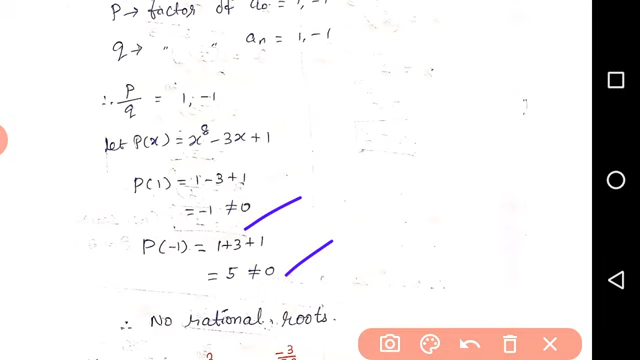 P → factor of a₀ = 1, -1
q → " " aₙ = 1, -1
∴ P/q = 1, -1
let P(x) = x⁸ - 3x + 1
P(1) = 1 - 3 + 1
= -1 ≠ 0
P(-1) = 1 + 3 + 1
= 5 ≠ 0
∴ No rational roots.